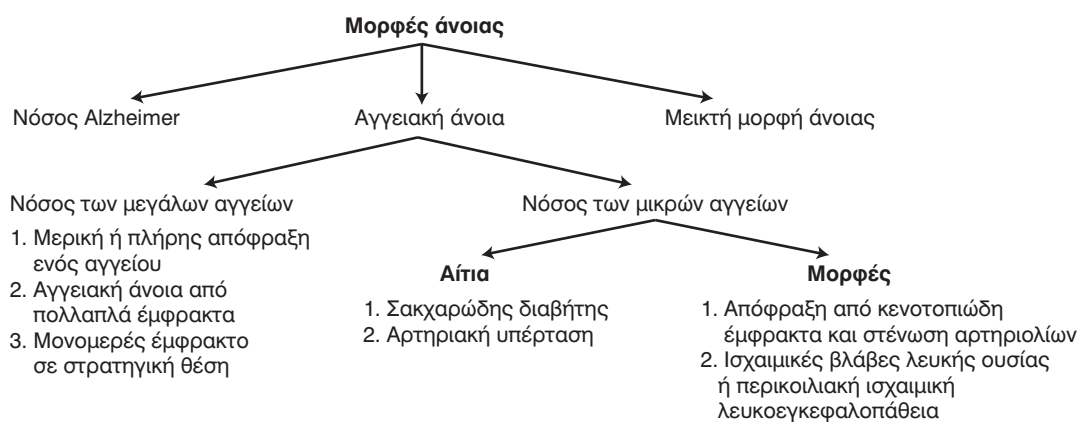 Μορφές άνοιας
Νόσος Alzheimer
Αγγειακή άνοια
Μεικτή μορφή άνοιας
Νόσος των μεγάλων αγγείων
1. Μερική ή πλήρης απόφραξη
ενός αγγείου
2. Αγγειακή άνοια από
πολλαπλά έμφρακτα
3. Μονομερές έμφρακτο
σε στρατηγική θέση
Νόσος των μικρών αγγείων
Αίτια
1. Σακχαρώδης διαβήτης
2. Αρτηριακή υπέρταση
Μορφές
1. Απόφραξη από κενοτοπιώδη
έμφρακτα και στένωση αρτηριολίων
2. Ισχαιμικές βλάβες λευκής ουσίας
ή περικοιλιακή ισχαιμική
λευκοεγκεφαλοπάθεια